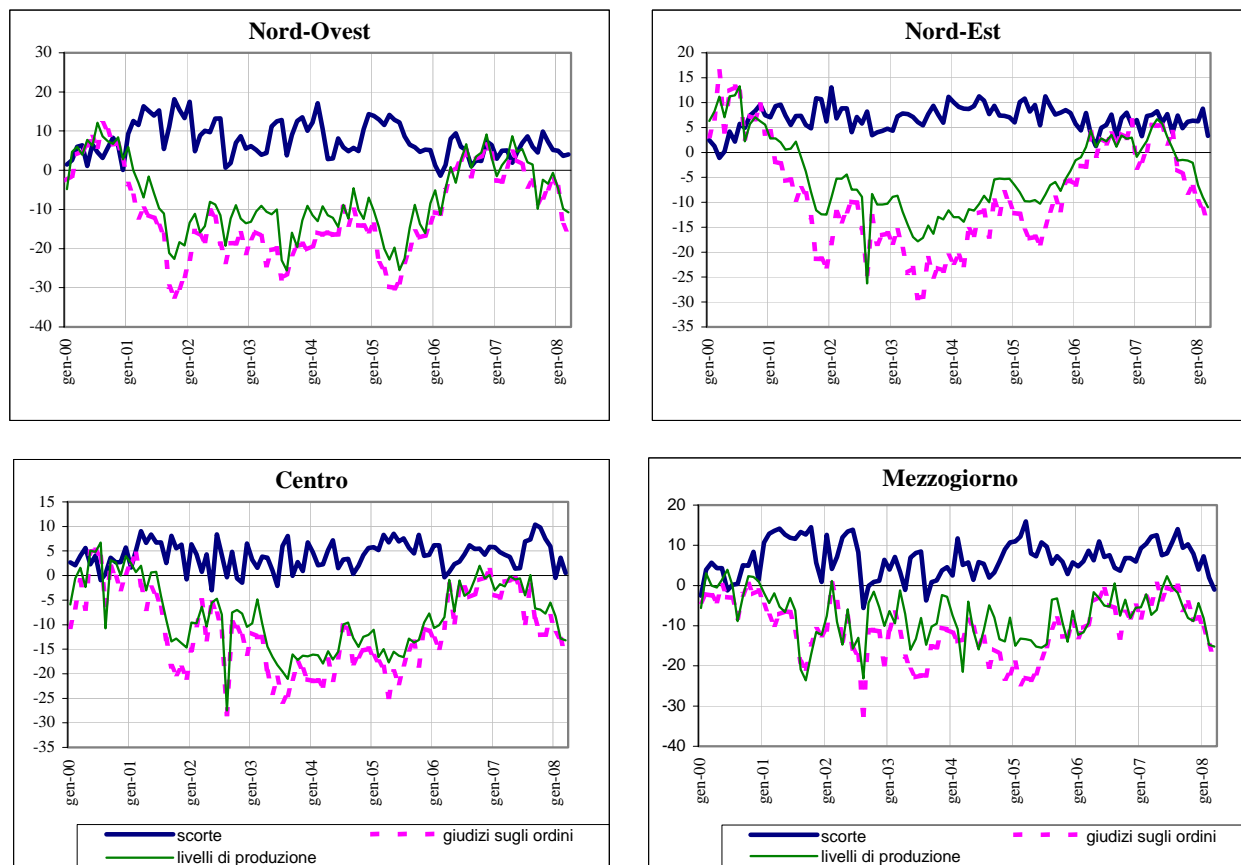 Nord-Ovest
30
20
10
0
-10
-20
-30
-40
gen-00
gen-01
gen-02
gen-03
gen-04
gen-05
gen-06
gen-07
gen-08
Nord-Est
20
15
10
5
0
-5
-10
-15
-20
-25
-30
-35
gen-00
gen-01
gen-02
gen-03
gen-04
gen-05
gen-06
gen-07
gen-08
Centro
15
10
5
0
-5
-10
-15
-20
-25
-30
-35
gen-00
gen-01
gen-02
gen-03
gen-04
gen-05
gen-06
gen-07
gen-08
scorte
giudizi sugli ordini
livelli di produzione
Mezzogiorno
20
10
0
-10
-20
-30
-40
gen-00
gen-01
gen-02
gen-03
gen-04
gen-05
gen-06
gen-07
gen-08
scorte
giudizi sugli ordini
livelli di produzione